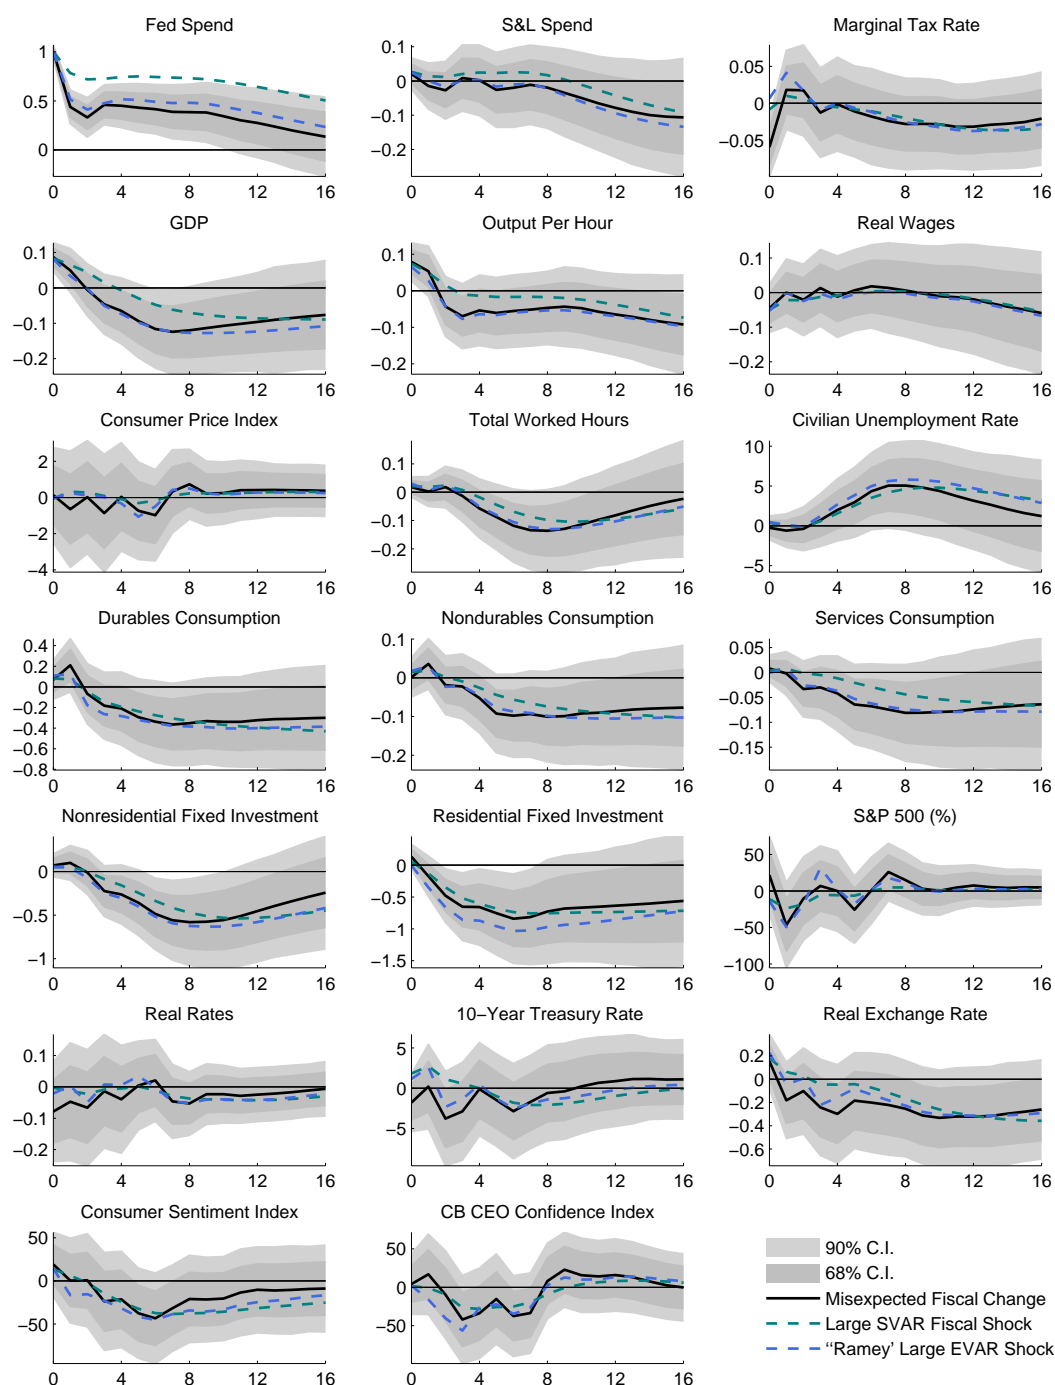 Fed Spend
S&L Spend
Marginal Tax Rate
1
0.5
0
0 4 8 12 16
0.1
0
−0.1
−0.2
0 4 8 12 16
0.05
0
−0.05
0 4 8 12 16
GDP
Output Per Hour
Real Wages
0.1
0
−0.1
−0.2
0 4 8 12 16
0.1
0
−0.1
−0.2
0 4 8 12 16
0.1
0
−0.1
−0.2
0 4 8 12 16
Consumer Price Index
Total Worked Hours
Civilian Unemployment Rate
2
0
−2
−4
0 4 8 12 16
0.1
0
−0.1
−0.2
0 4 8 12 16
10
5
0
−5
0 4 8 12 16
Durables Consumption
Nondurables Consumption
Services Consumption
0.4
0.2
0
−0.2
−0.4
−0.6
−0.8
0 4 8 12 16
0.1
0
−0.1
−0.2
0 4 8 12 16
0.05
0
−0.05
−0.1
−0.15
0 4 8 12 16
Nonresidential Fixed Investment
Residential Fixed Investment
S&P 500 (%)
0
−0.5
−1
0 4 8 12 16
0
−0.5
−1
−1.5
0 4 8 12 16
50
0
−50
−100
0 4 8 12 16
Real Rates
10−Year Treasury Rate
Real Exchange Rate
0.1
0
−0.1
−0.2
0 4 8 12 16
5
0
−5
0 4 8 12 16
0.2
0
−0.2
−0.4
−0.6
0 4 8 12 16
Consumer Sentiment Index
CB CEO Confidence Index
50
0
−50
0 4 8 12 16
50
0
−50
−100
0 4 8 12 16
90% C.I.
68% C.I.
Misexpected Fiscal Change
Large SVAR Fiscal Shock
‘‘Ramey’ Large EVAR Shock